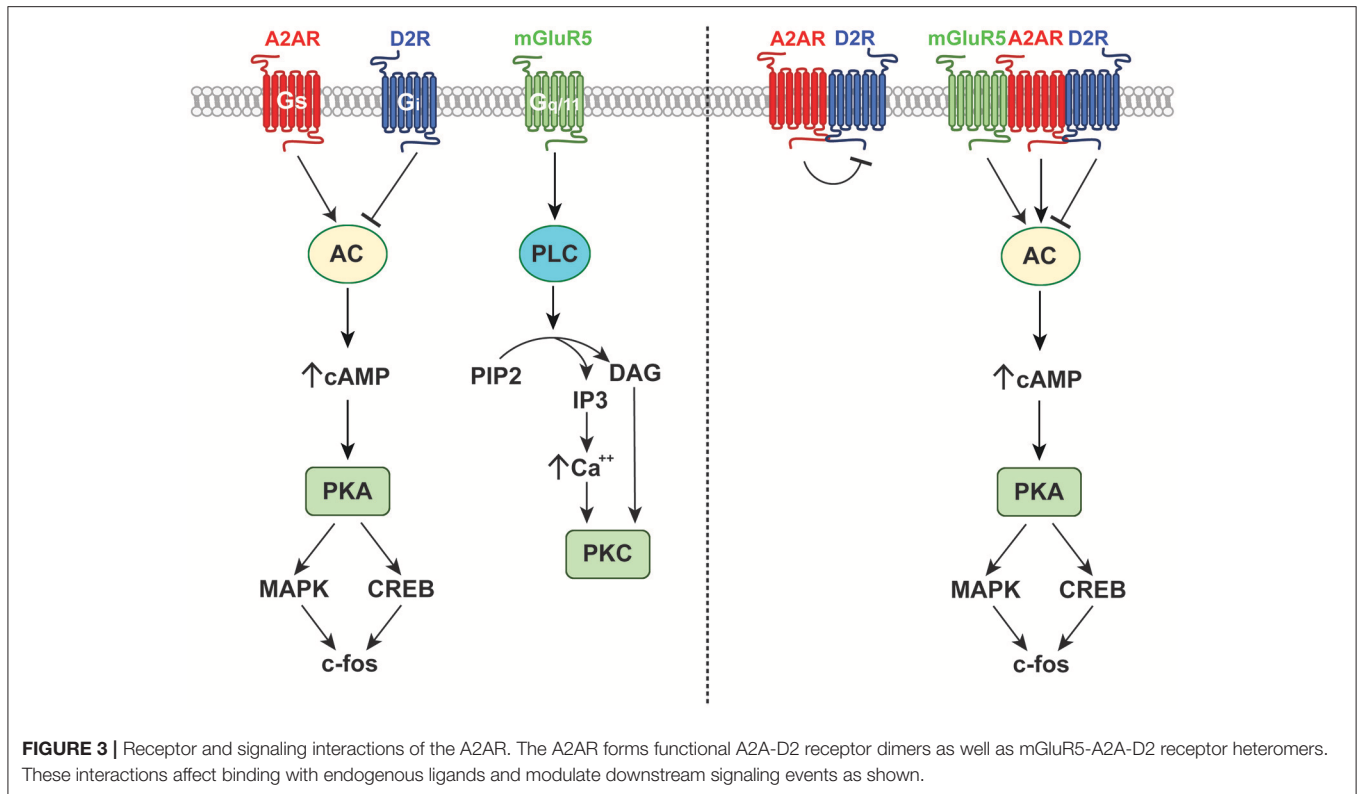 A2AR D2R mGluR5 A2AR D2R mGluR5 A2AR D2R
Gs Gi Gq/11
AC PLC AC
↑cAMP PIP2 DAG ↑cAMP
IP3
↑Ca++
PKA PKA
PKC
MAPK CREB MAPK CREB
c-fos c-fos
FIGURE 3 | Receptor and signaling interactions of the A2AR. The A2AR forms functional A2A-D2 receptor dimers as well as mGluR5-A2A-D2 receptor heteromers.
These interactions affect binding with endogenous ligands and modulate downstream signaling events as shown.